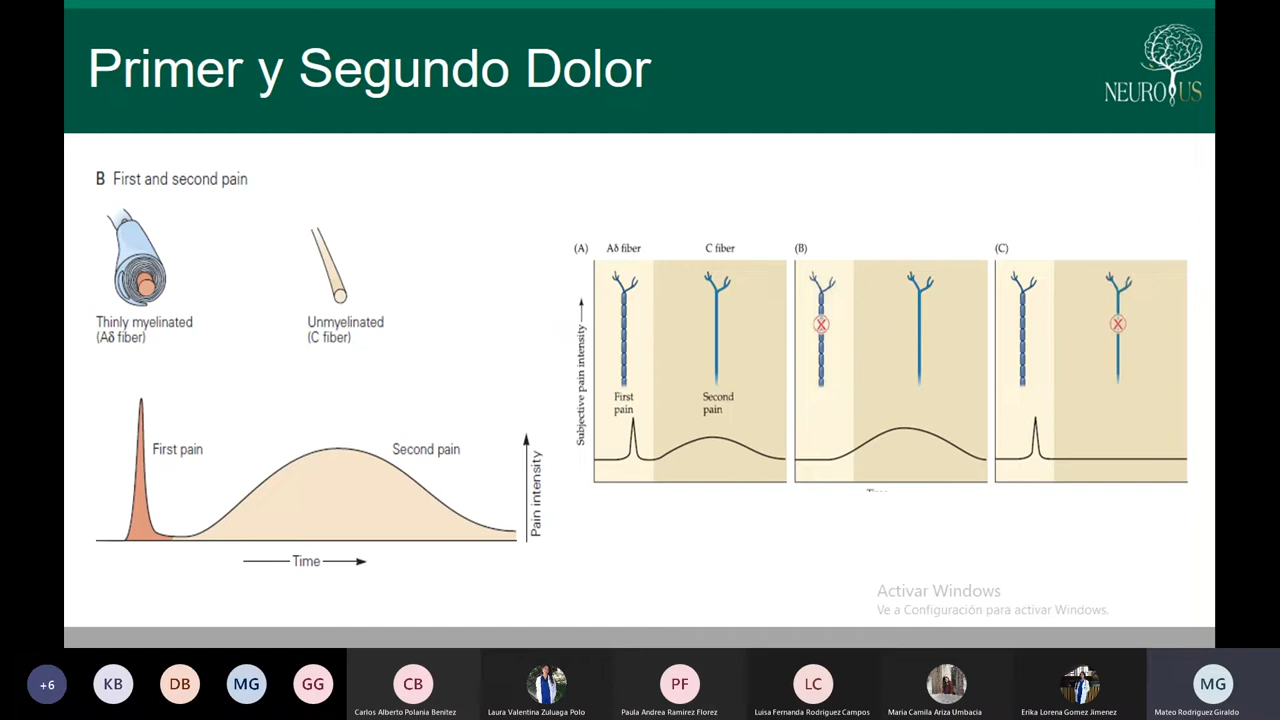 Primer y Segundo Dolor
NEURO US
B First and second pain
Thinly myelinated
(Aδ fiber)
Unmyelinated
(C fiber)
First pain
Second pain
Pain intensity
Time
(A)
Aδ fiber
C fiber
(B)
(C)
Subjective pain intensity
X
X
First
pain
Second
pain
Activar Windows
Ve a Configuración para activar Windows.
+6
KB
DB
MG
GG
CB
PF
LC
MG
Carlos Alberto Polania Benitez
Laura Valentina Zuluaga Polo
Paula Andrea Ramirez Florez
Luisa Fernanda Rodriguez Campos
Maria Camila Ariza Umbacia
Erika Lorena Gomez Jimenez
Mateo Rodriguez Giraldo